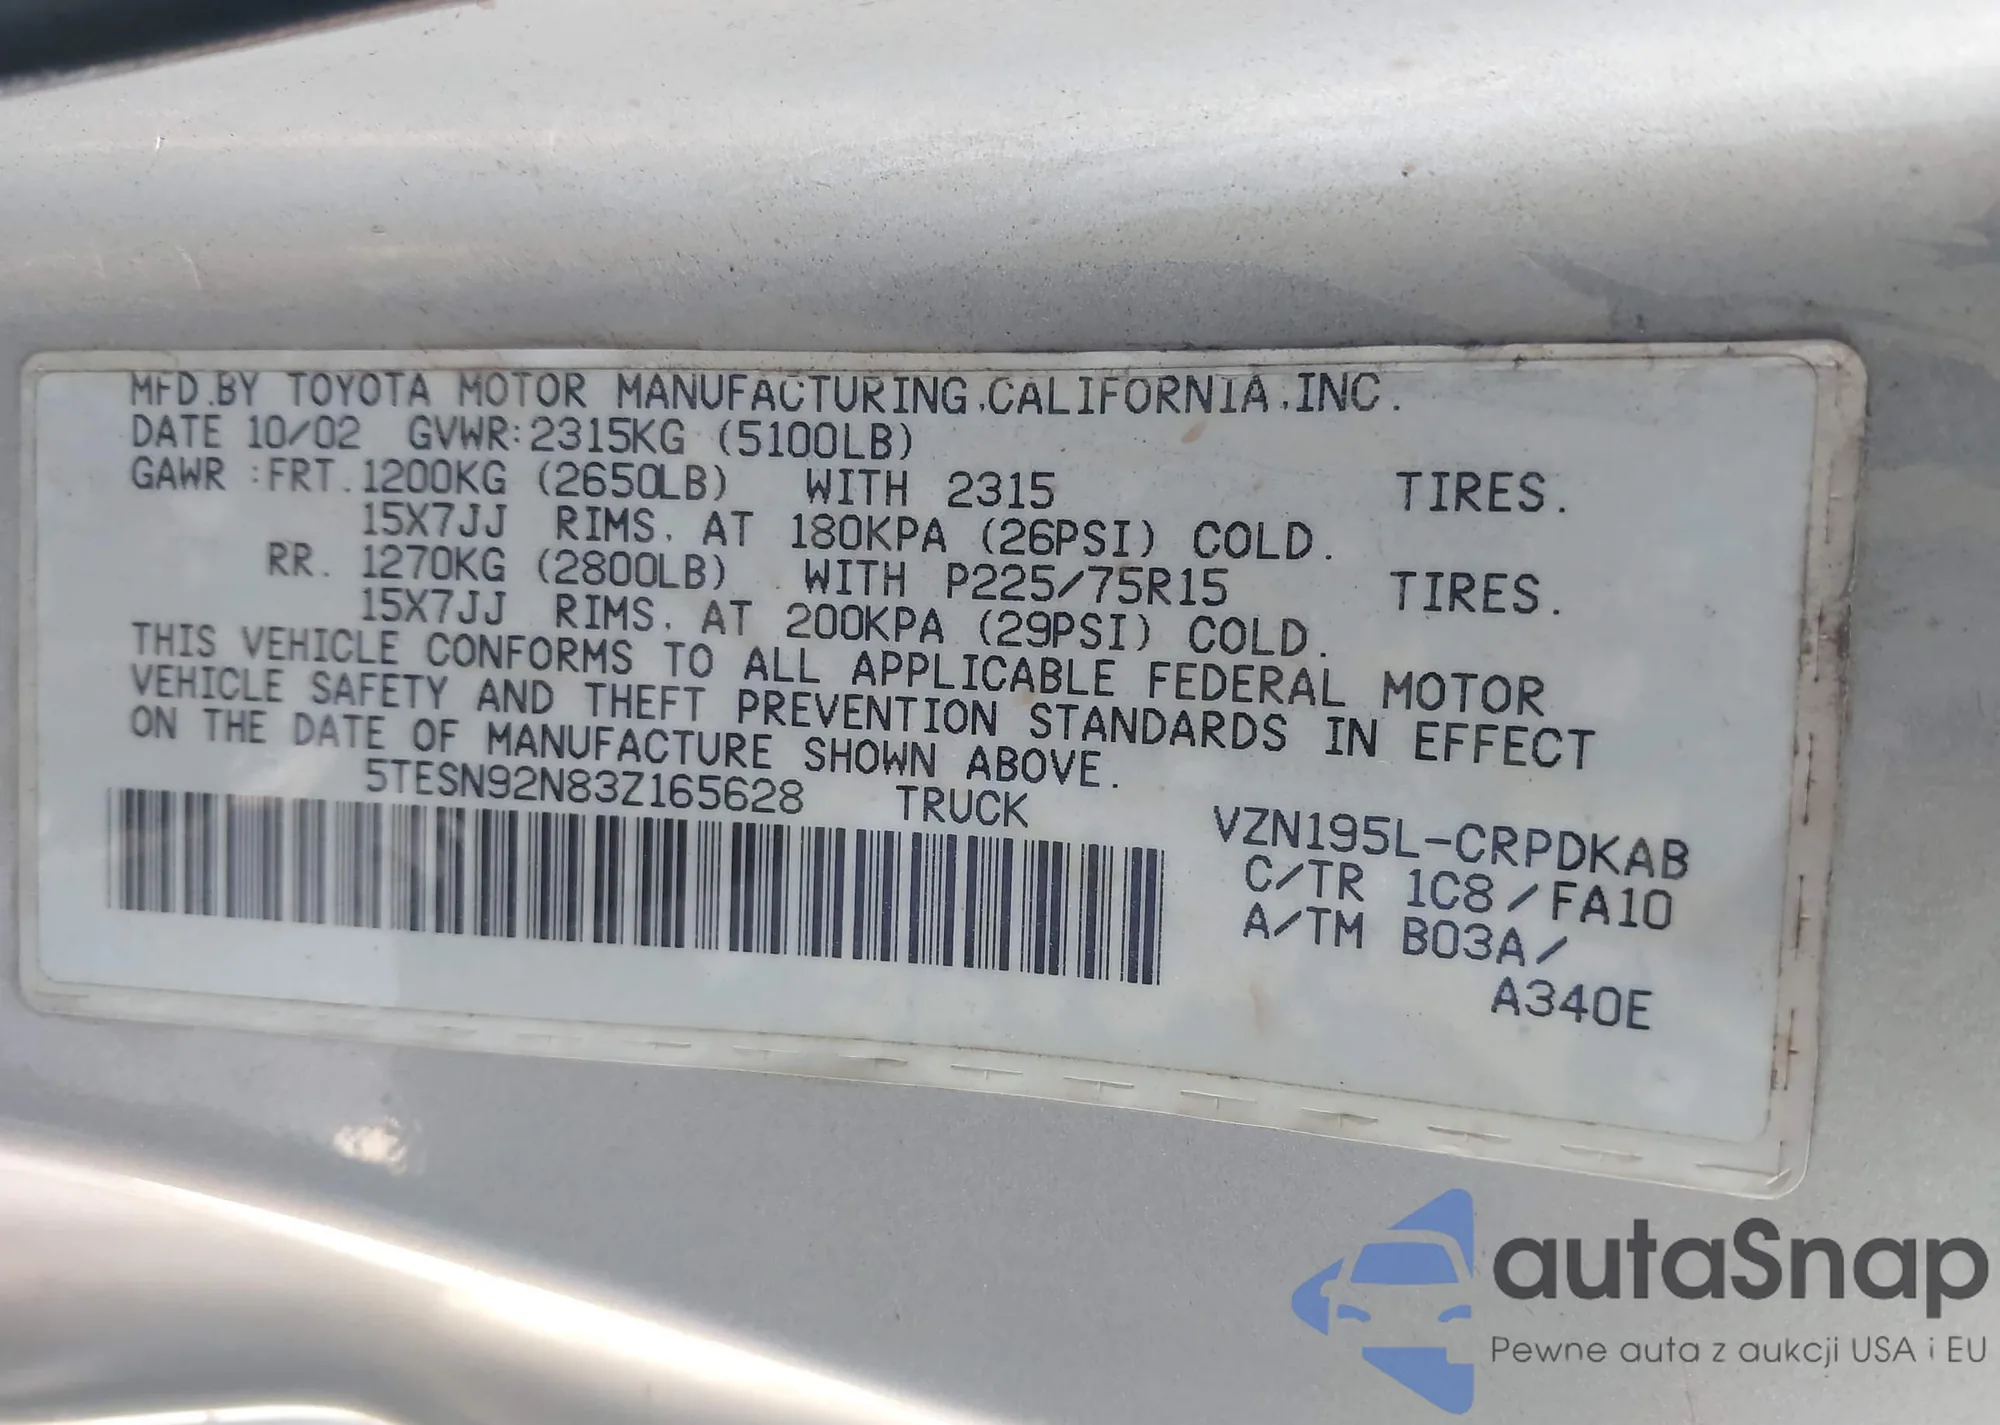 MFD.BY TOYOTA MOTOR MANUFACTURING,CALIFORNIA,INC.
DATE 10/02 GVWR:2315KG (5100LB)
GAWR :FRT. 1200KG (2650LB) WITH 2315 TIRES.
15X7JJ RIMS, AT 180KPA (26PSI) COLD.
RR. 1270KG (2800LB) WITH P225/75R15 TIRES.
15X7JJ RIMS, AT 200KPA (29PSI) COLD.
THIS VEHICLE CONFORMS TO ALL APPLICABLE FEDERAL MOTOR
VEHICLE SAFETY AND THEFT PREVENTION STANDARDS IN EFFECT
ON THE DATE OF MANUFACTURE SHOWN ABOVE.
5TESN92N83Z165628 TRUCK
VZN195L-CRPDKAB
C/TR 1C8/FA10
A/TM B03A/
A340E
autaSnap
Pewne auta z aukcji USA i EU